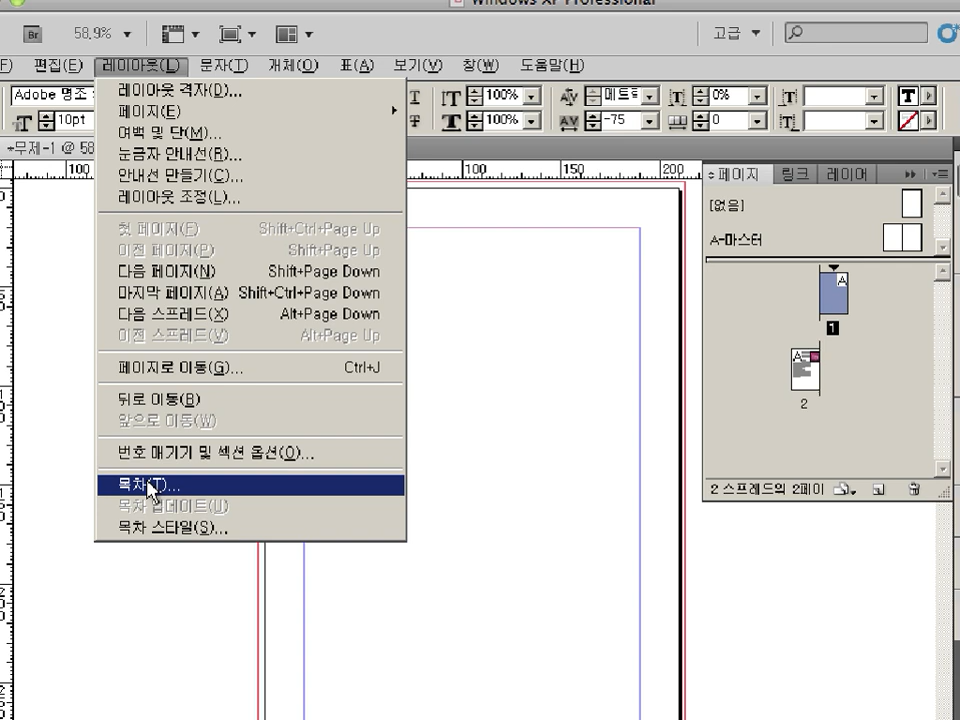 Windows XP Professional
Br 58.9% 고급
F) 편집(E) 레이아웃(L) 문자(T) 개체(O) 표(A) 보기(V) 창(W) 도움말(H)
Adobe 명조 100% 메트릭 0%
10pt 100% -75 0
*무제-1 @ 58
100 100 150 200
레이아웃 격자(D)...
페이지(E)
여백 및 단(M)...
눈금자 안내선(R)...
안내선 만들기(C)...
레이아웃 조정(L)...
첫 페이지(F) Shift+Ctrl+Page Up
이전 페이지(P) Shift+Page Up
다음 페이지(N) Shift+Page Down
마지막 페이지(A) Shift+Ctrl+Page Down
다음 스프레드(X) Alt+Page Down
이전 스프레드(V) Alt+Page Up
페이지로 이동(G)... Ctrl+J
뒤로 이동(B)
앞으로 이동(W)
번호 매기기 및 섹션 옵션(O)...
목차(T)...
목차 업데이트(U)
목차 스타일(S)...
페이지 링크 레이어
[없음]
A-마스터
A
1
A
2
2 스프레드의 2페이